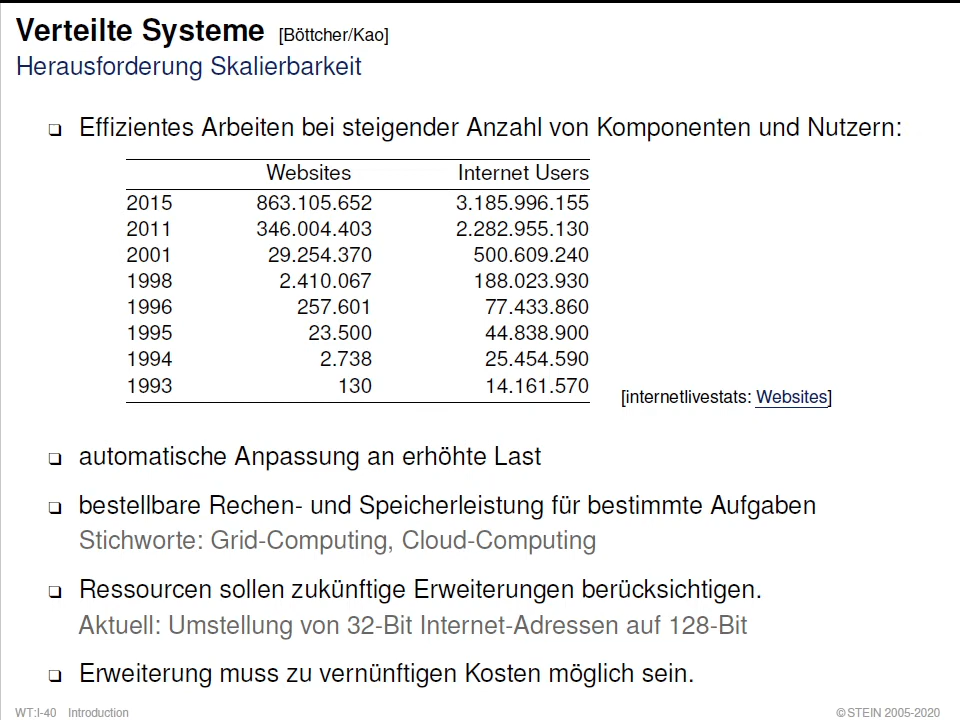 Verteilte Systeme [Böttcher/Kao]
Herausforderung Skalierbarkeit
❑ Effizientes Arbeiten bei steigender Anzahl von Komponenten und Nutzern:
Websites Internet Users
2015 863.105.652 3.185.996.155
2011 346.004.403 2.282.955.130
2001 29.254.370 500.609.240
1998 2.410.067 188.023.930
1996 257.601 77.433.860
1995 23.500 44.838.900
1994 2.738 25.454.590
1993 130 14.161.570
[internetlivestats: Websites]
❑ automatische Anpassung an erhöhte Last
❑ bestellbare Rechen- und Speicherleistung für bestimmte Aufgaben
Stichworte: Grid-Computing, Cloud-Computing
❑ Ressourcen sollen zukünftige Erweiterungen berücksichtigen.
Aktuell: Umstellung von 32-Bit Internet-Adressen auf 128-Bit
❑ Erweiterung muss zu vernünftigen Kosten möglich sein.
WT:I-40 Introduction ©STEIN 2005-2020